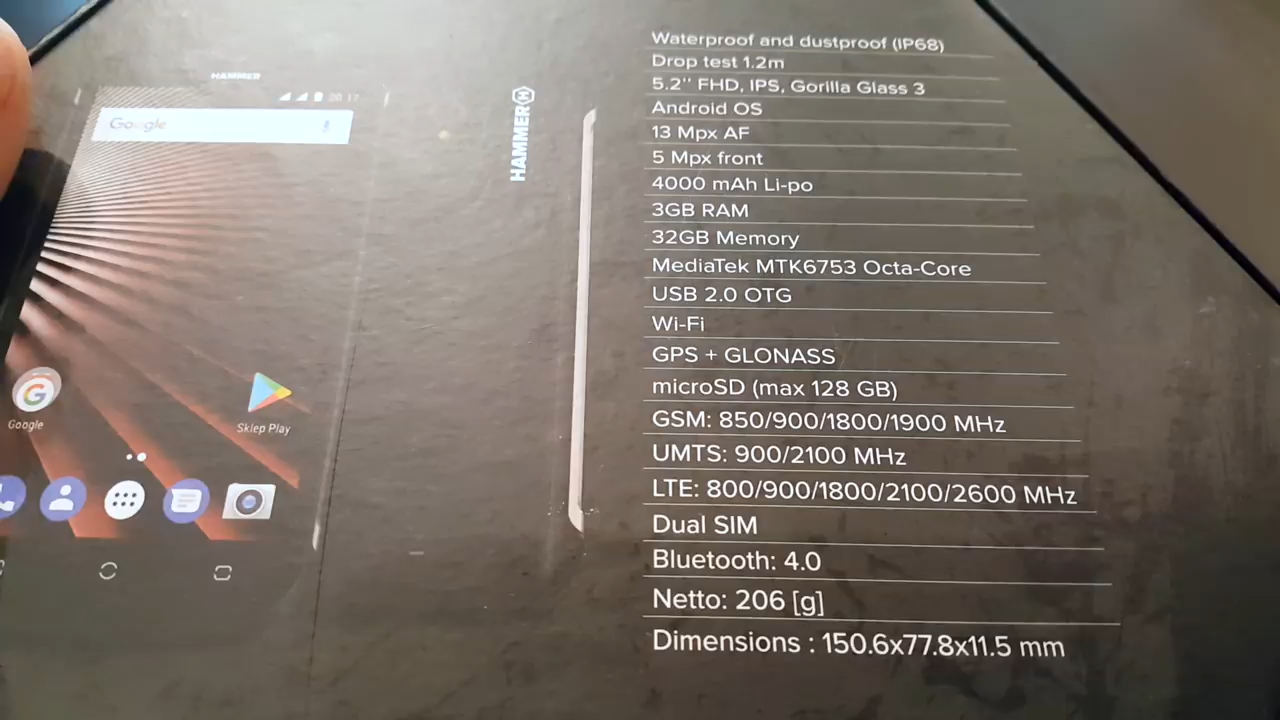 HAMMER
20:17
Google
Google
Sklep Play
HAMMER
Waterproof and dustproof (IP68)
Drop test 1.2m
5.2'' FHD, IPS, Gorilla Glass 3
Android OS
13 Mpx AF
5 Mpx front
4000 mAh Li-po
3GB RAM
32GB Memory
MediaTek MTK6753 Octa-Core
USB 2.0 OTG
Wi-Fi
GPS + GLONASS
microSD (max 128 GB)
GSM: 850/900/1800/1900 MHz
UMTS: 900/2100 MHz
LTE: 800/900/1800/2100/2600 MHz
Dual SIM
Bluetooth: 4.0
Netto: 206 [g]
Dimensions : 150.6x77.8x11.5 mm